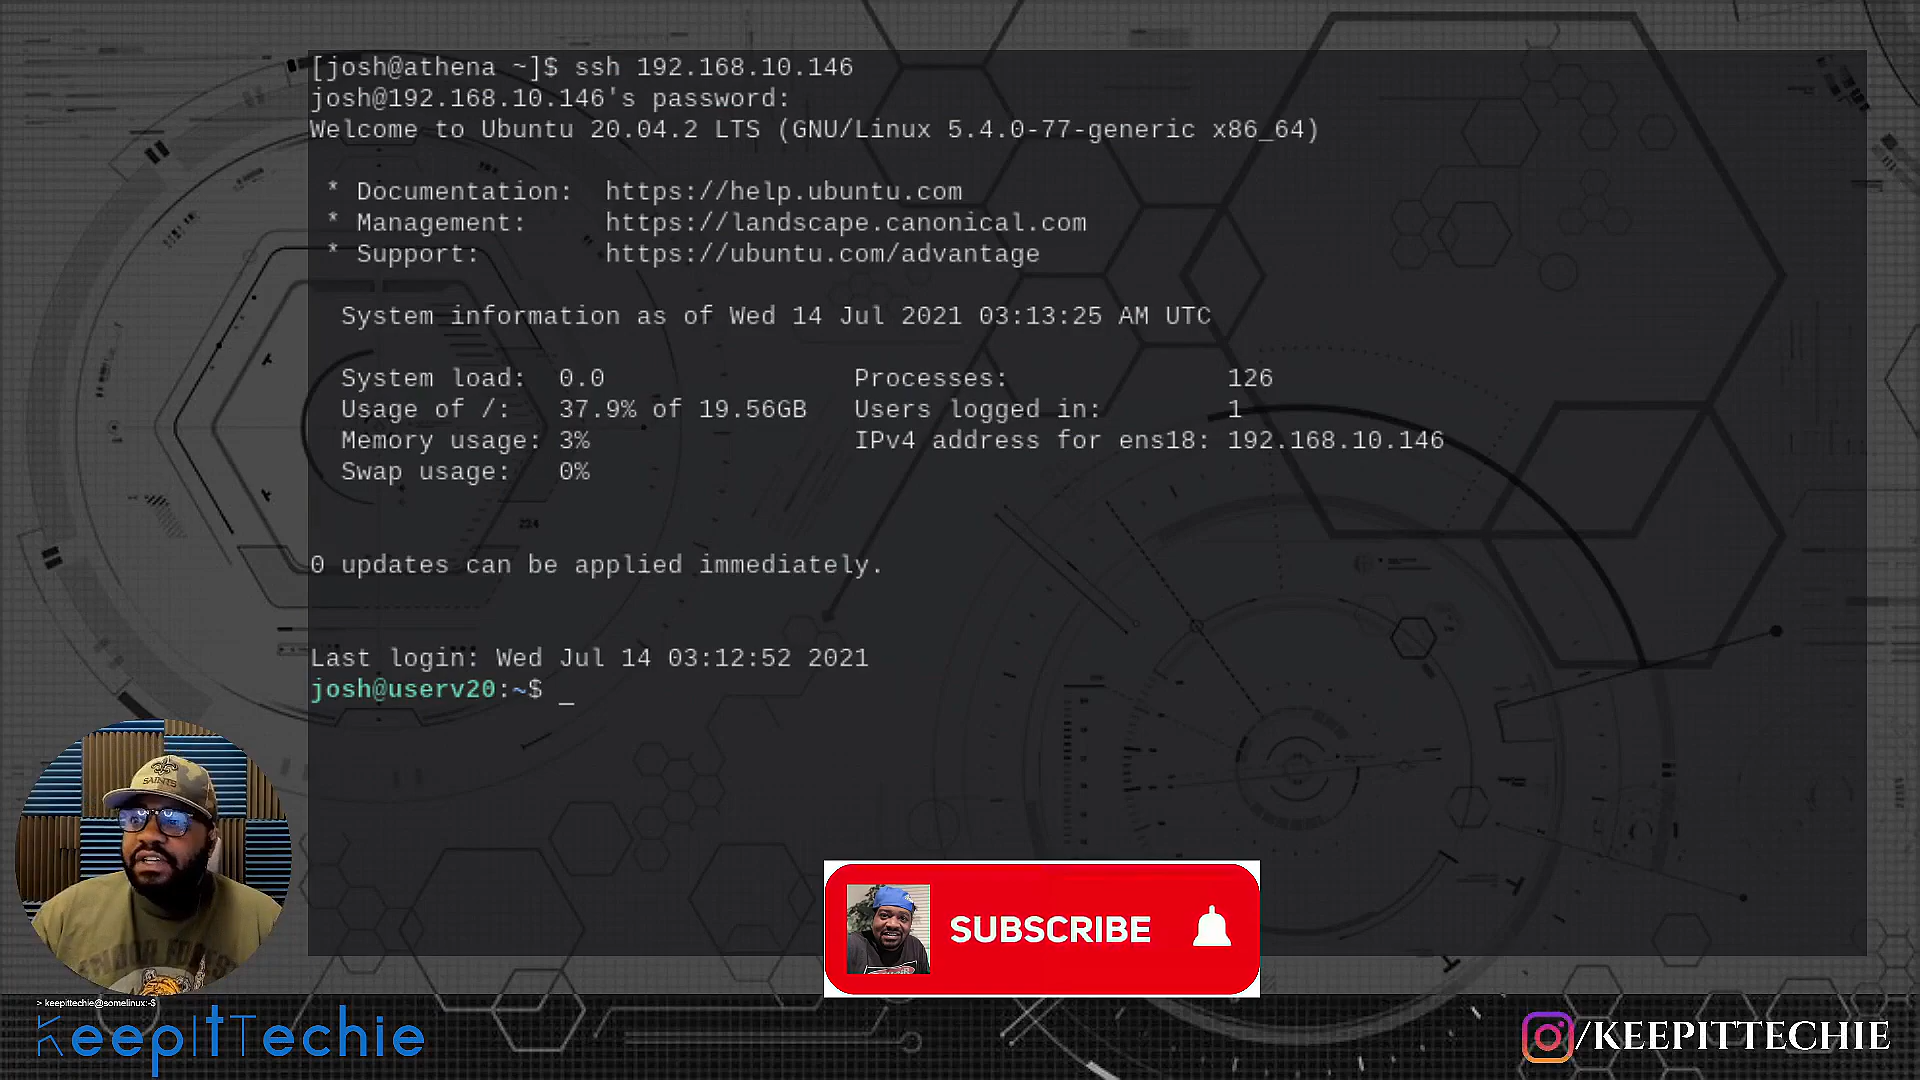 [josh@athena ~]$ ssh 192.168.10.146
josh@192.168.10.146's password:
Welcome to Ubuntu 20.04.2 LTS (GNU/Linux 5.4.0-77-generic x86_64)
* Documentation: https://help.ubuntu.com
* Management: https://landscape.canonical.com
* Support: https://ubuntu.com/advantage
System information as of Wed 14 Jul 2021 03:13:25 AM UTC
System load: 0.0 Processes: 126
Usage of /: 37.9% of 19.56GB Users logged in: 1
Memory usage: 3% IPv4 address for ens18: 192.168.10.146
Swap usage: 0%
224
0 updates can be applied immediately.
Last login: Wed Jul 14 03:12:52 2021
josh@userv20:~$ _
SAINTS
SUBSCRIBE
> keepittechie@somelinux:~$
KeepItTechie
/KEEPITTECHIE